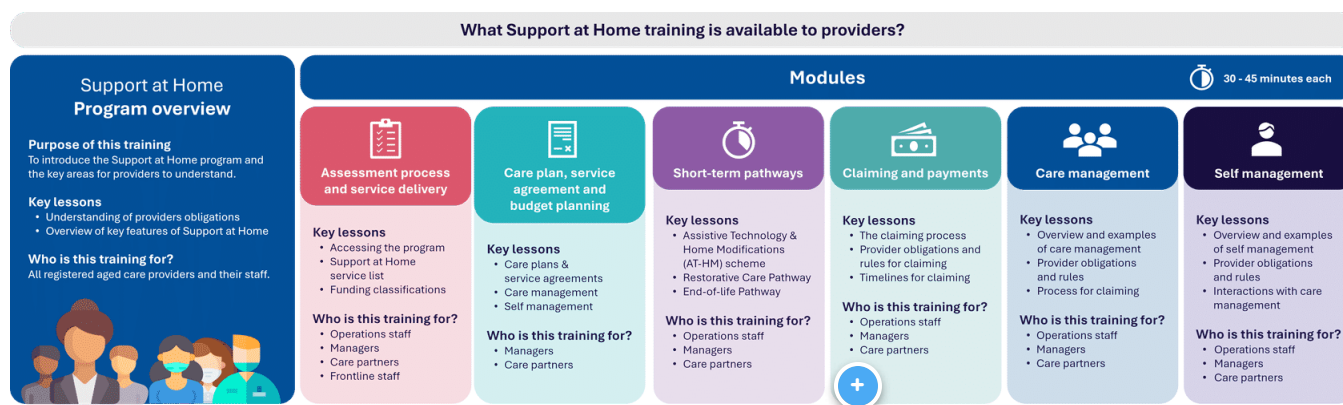 What Support at Home training is available to providers?
Support at Home
Program overview
Purpose of this training
To introduce the Support at Home program and
the key areas for providers to understand.
Key lessons
• Understanding of providers obligations
• Overview of key features of Support at Home
Who is this training for?
All registered aged care providers and their staff.
Modules
30 - 45 minutes each
Assessment process
and service delivery
Key lessons
• Accessing the program
• Support at Home
service list
• Funding classifications
Who is this training for?
• Operations staff
• Managers
• Care partners
• Frontline staff
Care plan, service
agreement and
budget planning
Key lessons
• Care plans &
service agreements
• Care management
• Self management
Who is this training for?
• Managers
• Care partners
Short-term pathways
Key lessons
• Assistive Technology &
Home Modifications
(AT-HM) scheme
• Restorative Care Pathway
• End-of-life Pathway
Who is this training for?
• Operations staff
• Managers
• Care partners
Claiming and payments
Key lessons
• The claiming process
• Provider obligations and
rules for claiming
• Timelines for claiming
Who is this training for?
• Operations staff
• Managers
• Care partners
Care management
Key lessons
• Overview and examples
of care management
• Provider obligations
and rules
• Process for claiming
Who is this training for?
• Operations staff
• Managers
• Care partners
Self management
Key lessons
• Overview and examples
of self management
• Provider obligations
and rules
• Interactions with care
management
Who is this training for?
• Operations staff
• Managers
• Care partners